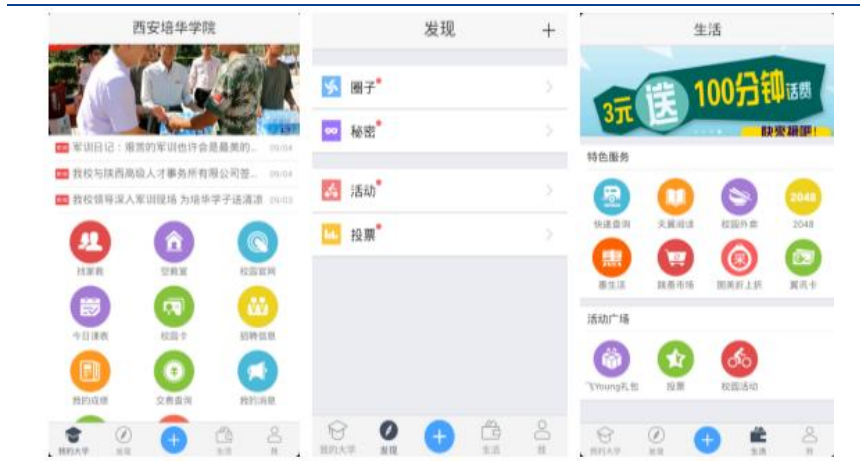 西安培华学院
军训日记：艰苦的军训也许会是最美的... 09/04
我校与陕西高级人才事务所有限公司签... 09/04
我校领导深入军训现场 为培华学子送清凉 09/03
找家教
空教室
校园官网
今日课表
校园卡
招聘信息
我的成绩
交费查询
我的消息
我的大学
发现
生活
我
发现
圈子
秘密
活动
投票
我的大学
发现
生活
我
生活
3元送100分钟话费
快来抢吧!
特色服务
快递查询
天翼阅读
校园外卖
2048
2048
惠生活
跳蚤市场
国美折上折
翼讯卡
活动广场
飞Young礼包
投票
校园活动
我的大学
发现
生活
我